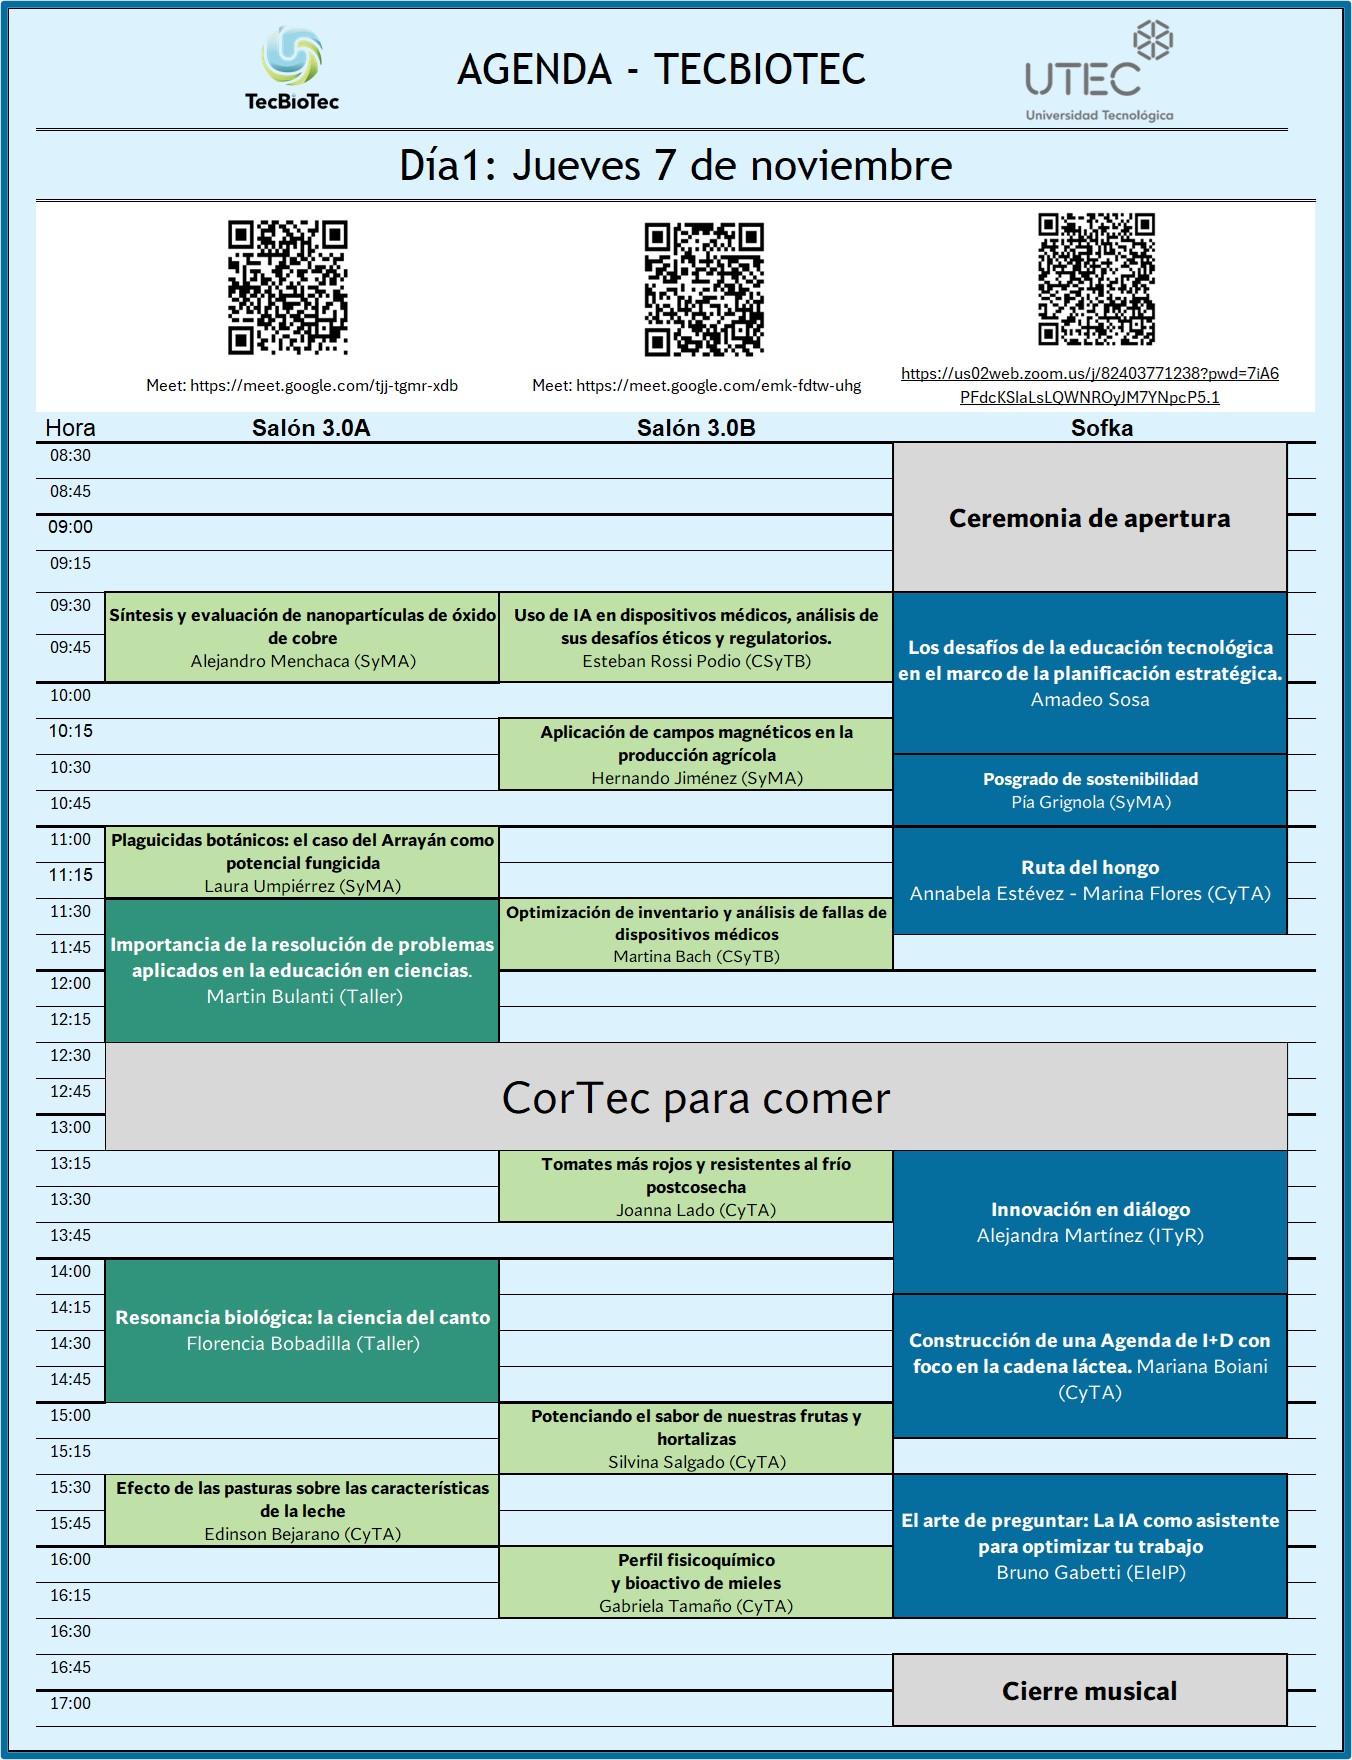 TecBioTec
AGENDA - TECBIOTEC
UTEC
Universidad Tecnológica
Día1: Jueves 7 de noviembre
Meet: https://meet.google.com/tjj-tgmr-xdb
Meet: https://meet.google.com/emk-fdtw-uhg
https://us02web.zoom.us/j/82403771238?pwd=7iA6
PFdcKSlaLsLQWNROyJM7YNpcP5.1
Hora
Salón 3.0A
Salón 3.0B
Sofka
08:30
08:45
Ceremonia de apertura
09:00
09:15
09:30
Síntesis y evaluación de nanopartículas de óxido
de cobre
Alejandro Menchaca (SyMA)
Uso de IA en dispositivos médicos, análisis de
sus desafíos éticos y regulatorios.
Esteban Rossi Podio (CSyTB)
Los desafíos de la educación tecnológica
en el marco de la planificación estratégica.
Amadeo Sosa
09:45
10:00
10:15
Aplicación de campos magnéticos en la
producción agrícola
Hernando Jiménez (SyMA)
10:30
Posgrado de sostenibilidad
Pía Grignola (SyMA)
10:45
11:00
Plaguicidas botánicos: el caso del Arrayán como
potencial fungicida
Laura Umpiérrez (SyMA)
Ruta del hongo
Annabela Estévez - Marina Flores (CyTA)
11:15
11:30
Importancia de la resolución de problemas
aplicados en la educación en ciencias.
Martin Bulanti (Taller)
Optimización de inventario y análisis de fallas de
dispositivos médicos
Martina Bach (CSyTB)
11:45
12:00
12:15
12:30
CorTec para comer
12:45
13:00
13:15
Tomates más rojos y resistentes al frío
postcosecha
Joanna Lado (CyTA)
Innovación en diálogo
Alejandra Martínez (ITyR)
13:30
13:45
14:00
Resonancia biológica: la ciencia del canto
Florencia Bobadilla (Taller)
14:15
Construcción de una Agenda de I+D con
foco en la cadena láctea. Mariana Boiani
(CyTA)
14:30
14:45
15:00
Potenciando el sabor de nuestras frutas y
hortalizas
Silvina Salgado (CyTA)
15:15
15:30
Efecto de las pasturas sobre las características
de la leche
Edinson Bejarano (CyTA)
El arte de preguntar: La IA como asistente
para optimizar tu trabajo
Bruno Gabetti (EIeIP)
15:45
16:00
Perfil fisicoquímico
y bioactivo de mieles
Gabriela Tamaño (CyTA)
16:15
16:30
16:45
Cierre musical
17:00